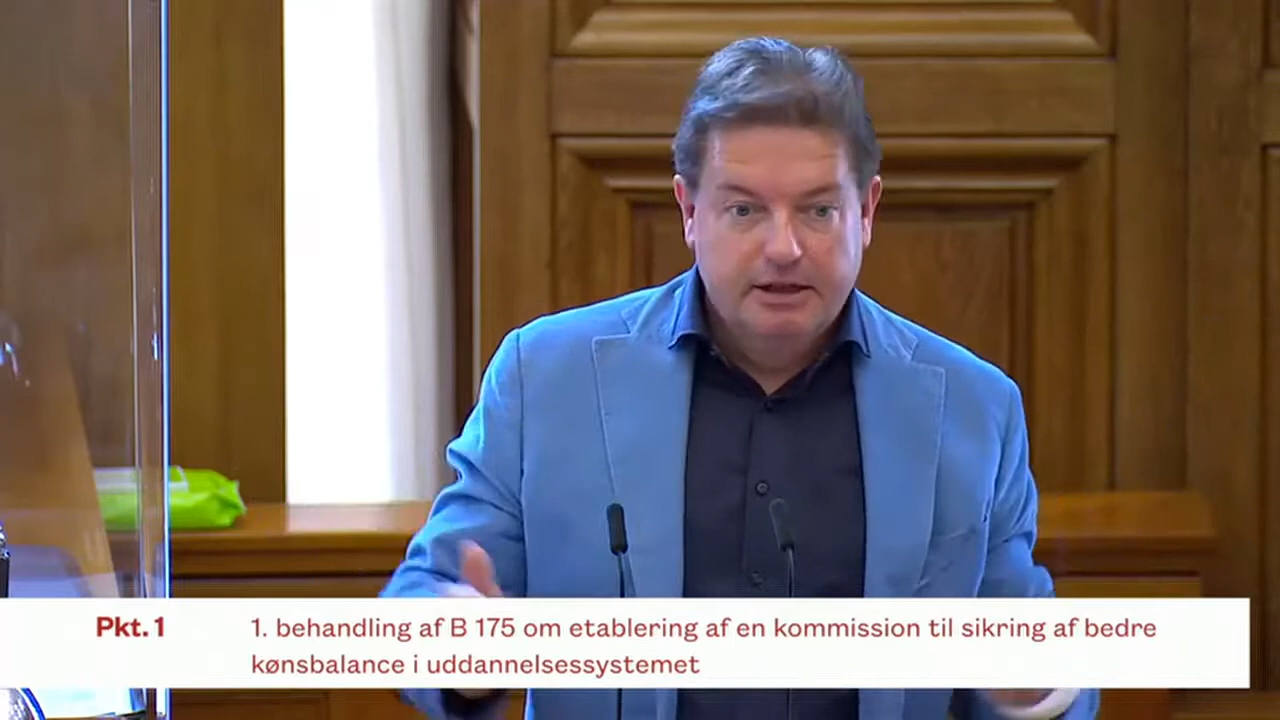 Pkt. 1
1. behandling af B 175 om etablering af en kommission til sikring af bedre
kønsbalance i uddannelsessystemet